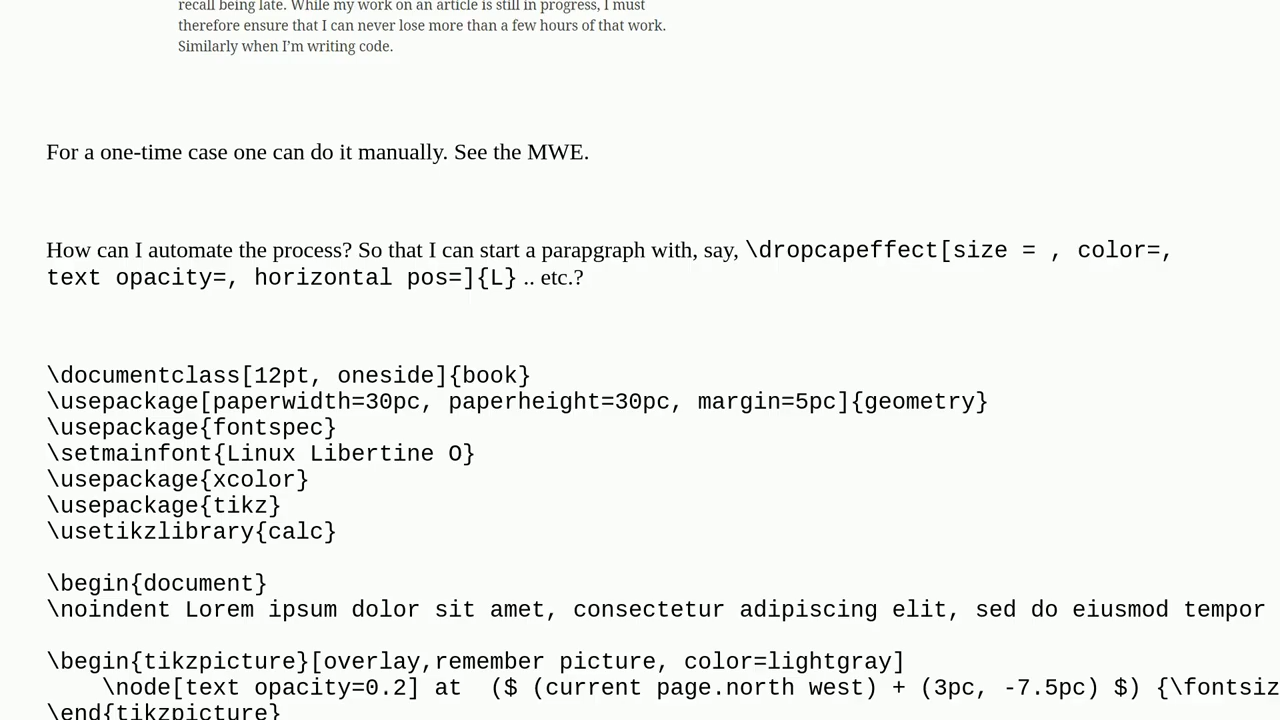 recall being late. While my work on an article is still in progress, I must
therefore ensure that I can never lose more than a few hours of that work.
Similarly when I’m writing code.
For a one-time case one can do it manually. See the MWE.
How can I automate the process? So that I can start a parapgraph with, say, \dropcapeffect[size = , color=,
text opacity=, horizontal pos=]{L} .. etc.?
\documentclass[12pt, oneside]{book}
\usepackage[paperwidth=30pc, paperheight=30pc, margin=5pc]{geometry}
\usepackage{fontspec}
\setmainfont{Linux Libertine O}
\usepackage{xcolor}
\usepackage{tikz}
\usetikzlibrary{calc}
\begin{document}
\noindent Lorem ipsum dolor sit amet, consectetur adipiscing elit, sed do eiusmod tempor
\begin{tikzpicture}[overlay,remember picture, color=lightgray]
\node[text opacity=0.2] at  ($ (current page.north west) + (3pc, -7.5pc) $) {\fontsiz
\end{tikzpicture}